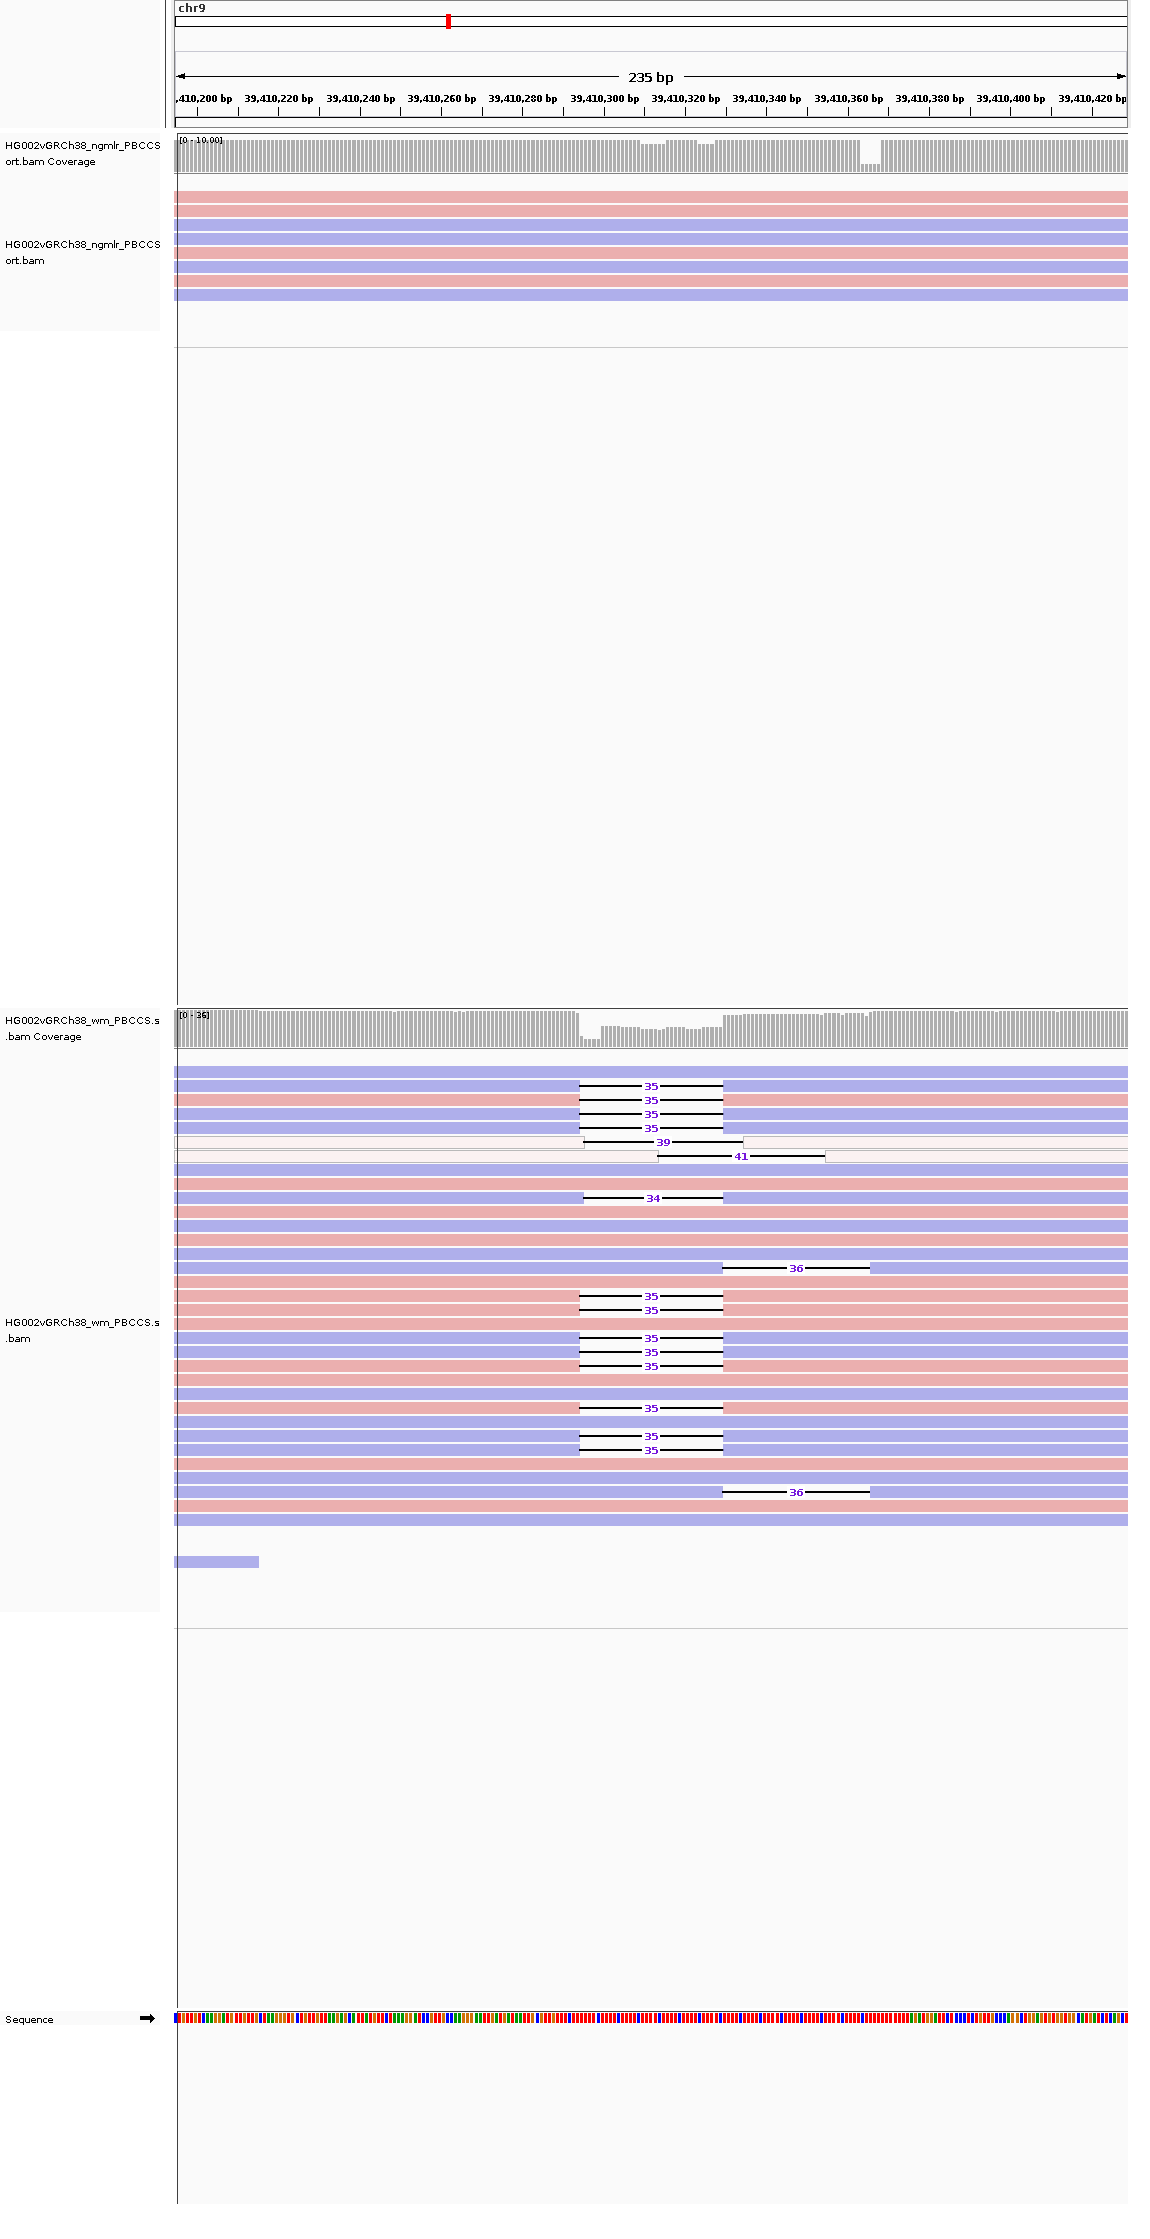 chr9
235 bp
,410,200 bp 39,410,220 bp 39,410,240 bp 39,410,260 bp 39,410,280 bp 39,410,300 bp 39,410,320 bp 39,410,340 bp 39,410,360 bp 39,410,380 bp 39,410,400 bp 39,410,420 bp
[0 - 10.00]
HG002vGRCh38_ngmlr_PBCCS
ort.bam Coverage
HG002vGRCh38_ngmlr_PBCCS
ort.bam
[0 - 36]
HG002vGRCh38_wm_PBCCS.s
.bam Coverage
35
35
35
35
39
41
34
36
35
35
HG002vGRCh38_wm_PBCCS.s
.bam
35
35
35
35
35
35
36
Sequence